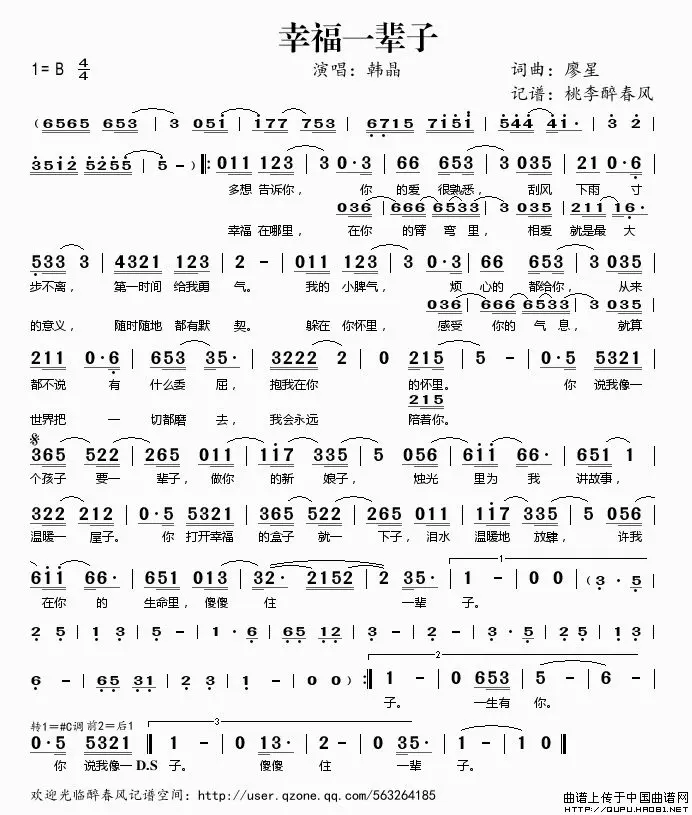 幸福一辈子
1= B 4/4 演唱：韩晶 词曲：廖星
记谱：桃李醉春风
(6565 653 | 3 051 | 177 753 | 6715 7151 | 544 41· | 3 2 |
3512 5255 | 5 - ) ‖: 011 123 | 3 0·3 | 66 653 | 3 035 | 21 0·6 |
多想 告诉你， 你 的爱 很熟悉， 刮风 下雨 寸
036 | 666 6533 | 3 035 | 211 16· |
幸福 在哪里， 在你 的臂 弯里， 相爱 就是最 大
533 3 | 4321 123 | 2 - | 011 123 | 3 0·3 | 66 653 | 3 035 |
步不离， 第一时间 给我勇 气。 我的 小脾气， 烦 心的 都给你， 从来
036 | 666 6533 | 3 035 |
的意义， 随时随地 都有默 契。 躲在 你怀里， 感受 你的 气息， 就算
211 0·6 | 653 35· | 3222 2 | 0 215 | 5 - | 0·5 5321 |
都不说 有 什么委 屈， 抱我在你 的怀里。 你 说我像一
215
世界把 一 切都磨 去， 我会永远 陪着你。
365 522 | 265 011 | 117 335 | 5 056 | 611 66· | 651 1 |
个孩子 要一 辈子， 做你 的新 娘子， 烛光 里为 我 讲故事，
322 212 | 0·5 5321 | 365 522 | 265 011 | 117 335 | 5 056 |
温暖一 屋子。 你 打开幸福 的盒子 就一 下子， 泪水 温暖地 放肆， 许我
611 66· | 651 013 | 32· 2152 | 2 35· | 1 - | 0 0 | (3·5 |
在你 的 生命里， 傻傻 住 一辈 子。
1
2 5 | 1 3 | 5 - | 1·6 | 65 12 | 3 - | 2 - | 3·5 | 25 | 13 |
6 - | 65 31 | 2 3 | 1 - | 0 0 ) :‖ 1 - | 0 653 | 5 - | 6 - |
2
子。 一生有 你。
转1=#C调 前2=后1
3
0·5 5321 ‖ 1 - | 0 13· | 2 - | 0 35· | 1 - | 1 0 ‖
你 说我像一 D.S 子。 傻傻 住 一辈 子。
欢迎光临醉春风记谱空间：http://user.qzone.qq.com/563264185
曲谱上传于中国曲谱网
HTTP://QUPU.HAO81.NET